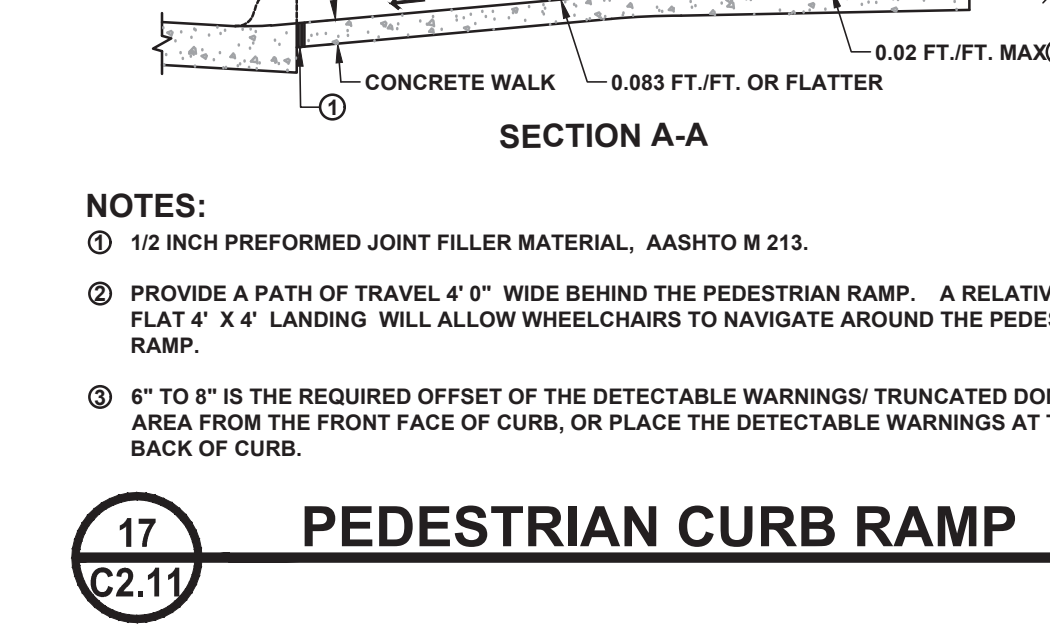 0.02 FT./FT. MAX(
CONCRETE WALK
0.083 FT./FT. OR FLATTER
1
SECTION A-A
NOTES:
① 1/2 INCH PREFORMED JOINT FILLER MATERIAL, AASHTO M 213.
② PROVIDE A PATH OF TRAVEL 4' 0" WIDE BEHIND THE PEDESTRIAN RAMP. A
FLAT 4' X 4' LANDING WILL ALLOW WHEELCHAIRS TO NAVIGATE AROUND THE
RAMP.
③ 6" TO 8" IS THE REQUIRED OFFSET OF THE DETECTABLE WARNINGS/ TRUNCATED
AREA FROM THE FRONT FACE OF CURB, OR PLACE THE DETECTABLE WARNINGS AT
BACK OF CURB.
17
PEDESTRIAN CURB RAMP
C2.11